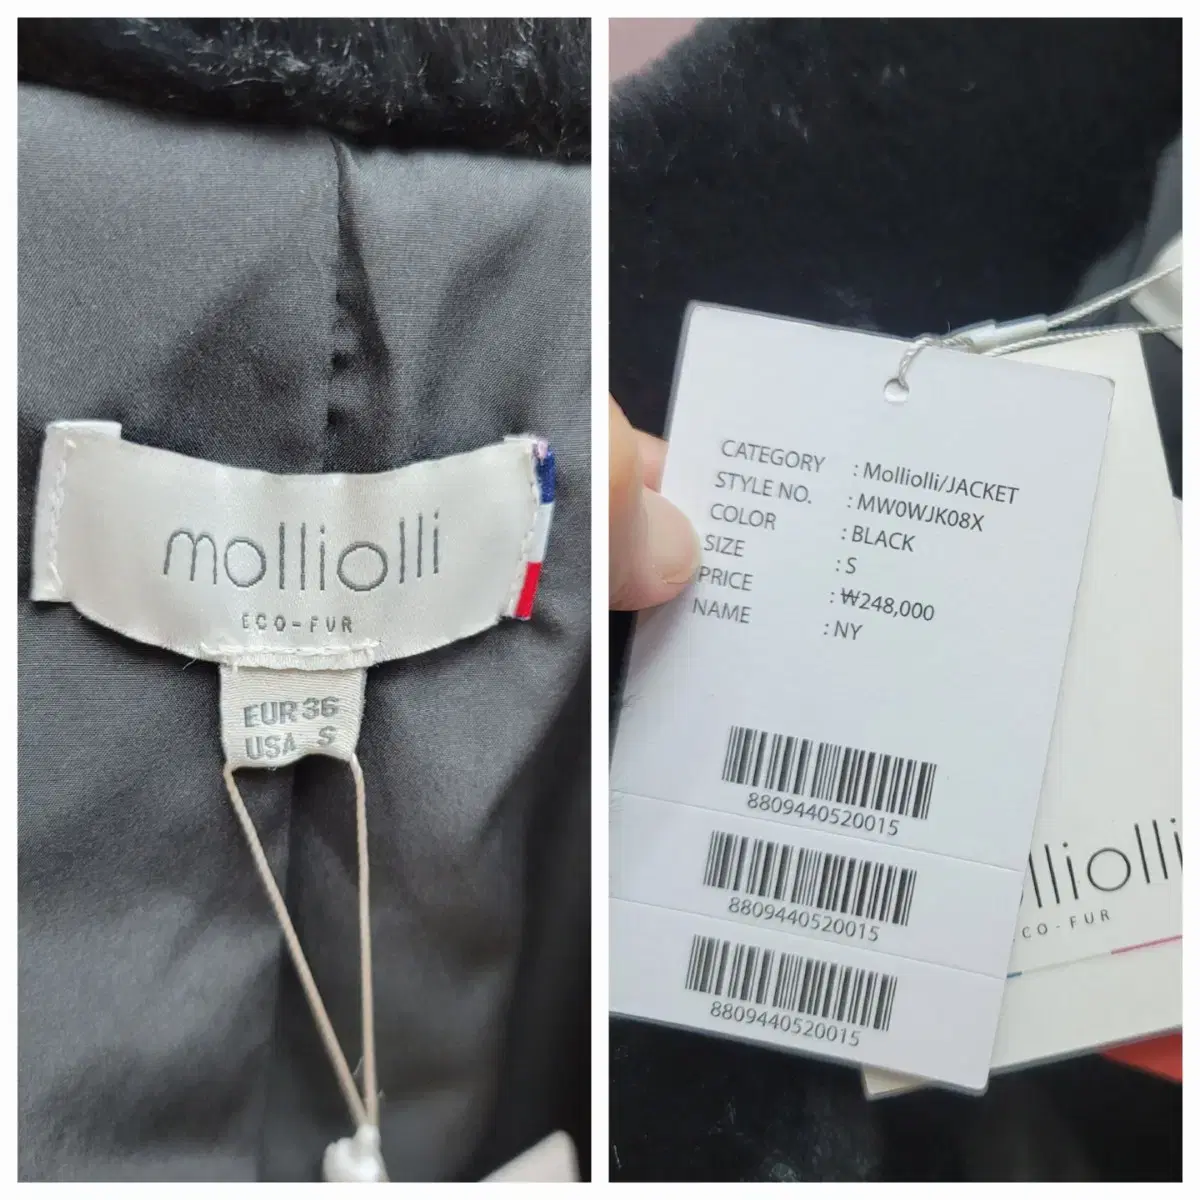 molliolli
ECO-FUR
EUR 36
USA S
CATEGORY : Molliolli/JACKET
STYLE NO. : MW0WJK08X
COLOR : BLACK
SIZE : S
PRICE : ₩248,000
NAME : NY
8809440520015
8809440520015
8809440520015
lliolli
CO-FUR